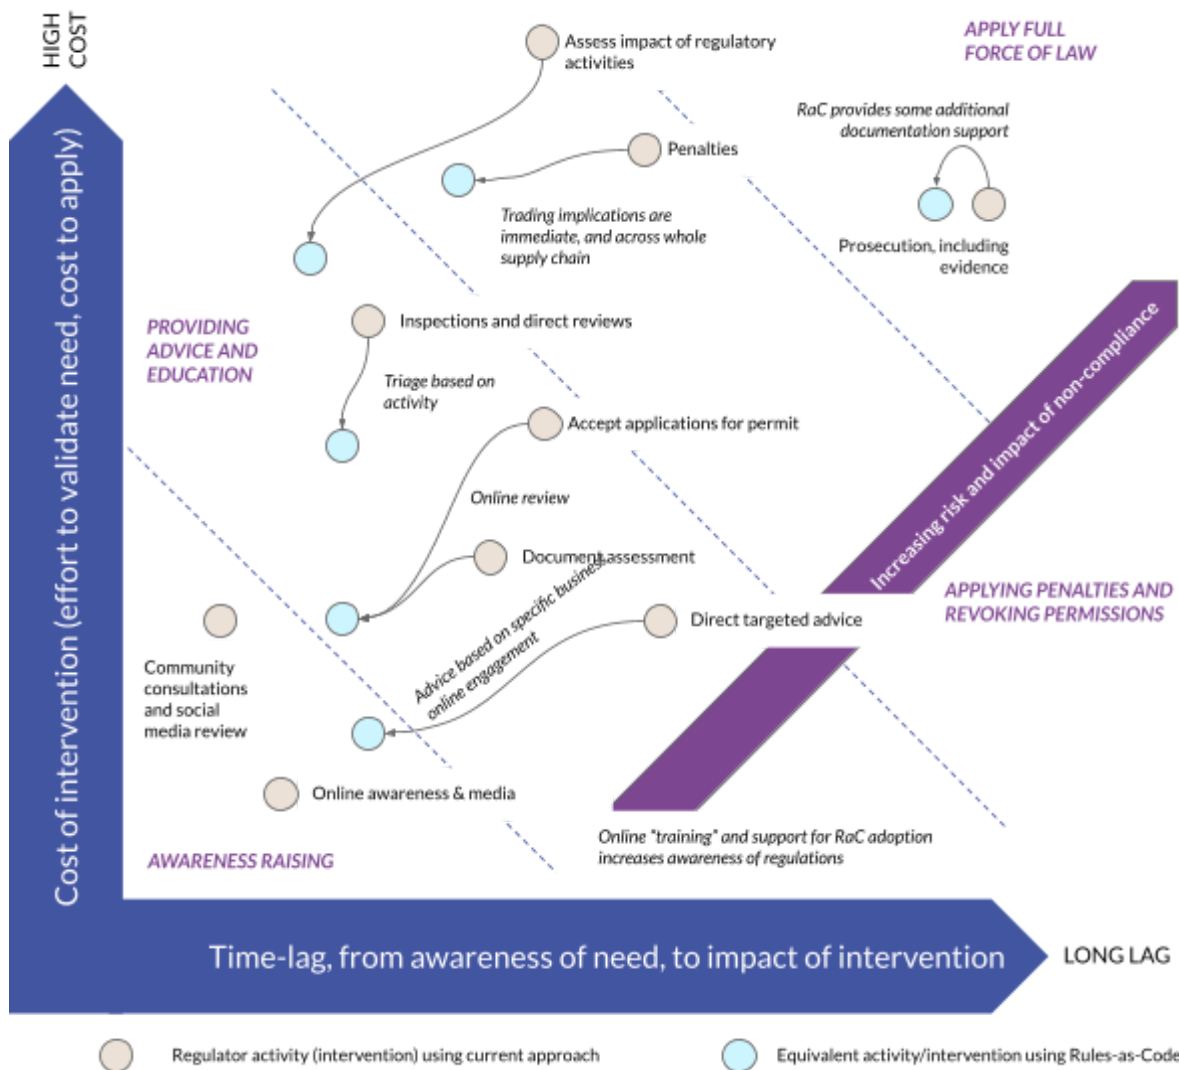 HIGH
COST
Assess impact of regulatory
activities
APPLY FULL
FORCE OF LAW
RaC provides some additional
documentation support
Penalties
Trading implications are
immediate, and across whole
supply chain
Prosecution, including
evidence
Cost of intervention (effort to validate need, cost to apply)
PROVIDING
ADVICE AND
EDUCATION
Inspections and direct reviews
Triage based on
activity
Accept applications for permit
Online review
Increasing risk and impact of non-compliance
Document assessment
Advice based on specific business
online engagement
Direct targeted advice
APPLYING PENALTIES AND
REVOKING PERMISSIONS
Community
consultations
and social
media review
Online awareness & media
Online "training" and support for RaC adoption
increases awareness of regulations
AWARENESS RAISING
Time-lag, from awareness of need, to impact of intervention
LONG LAG
Regulator activity (intervention) using current approach
Equivalent activity/intervention using Rules-as-Code